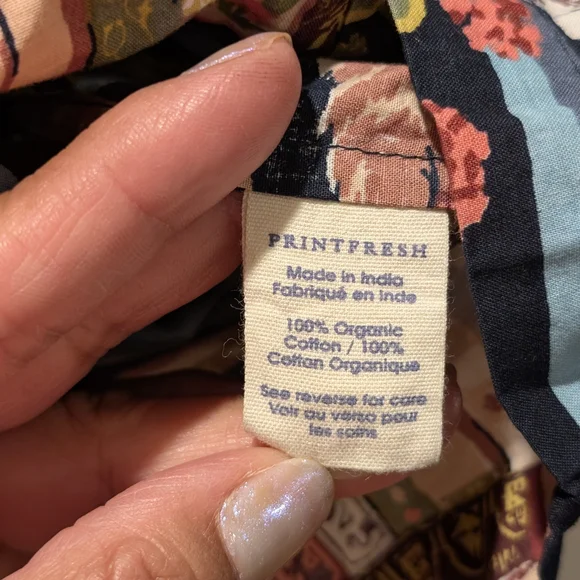 PRINTFRESH
Made in India
Fabriqué en Inde
100% Organic
Cotton / 100%
Cottan Organique
See reverse for care
Voir au verso pour
les soins